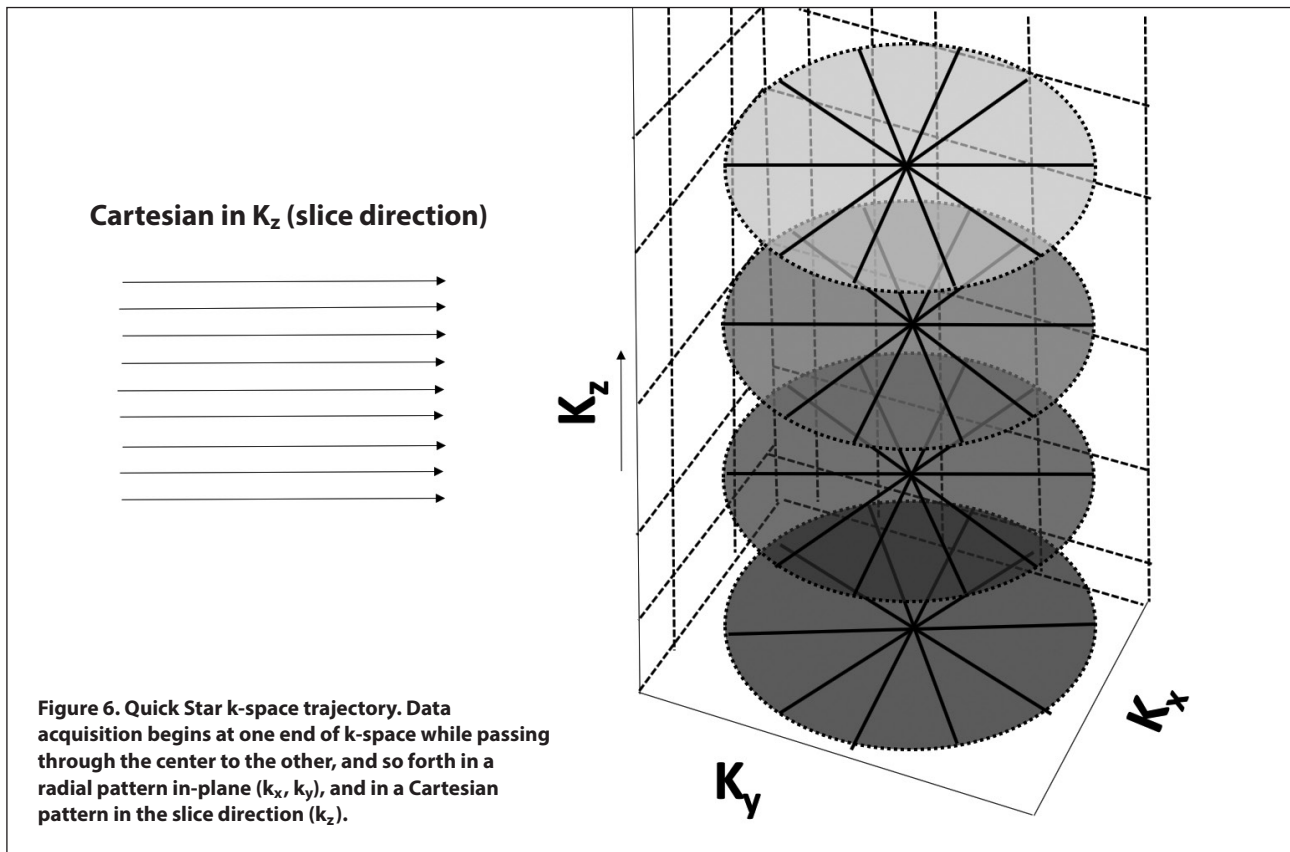 Cartesian in Kz (slice direction)
Kz
Kx
Ky
Figure 6. Quick Star k-space trajectory. Data
acquisition begins at one end of k-space while passing
through the center to the other, and so forth in a
radial pattern in-plane (kx, ky), and in a Cartesian
pattern in the slice direction (kz).